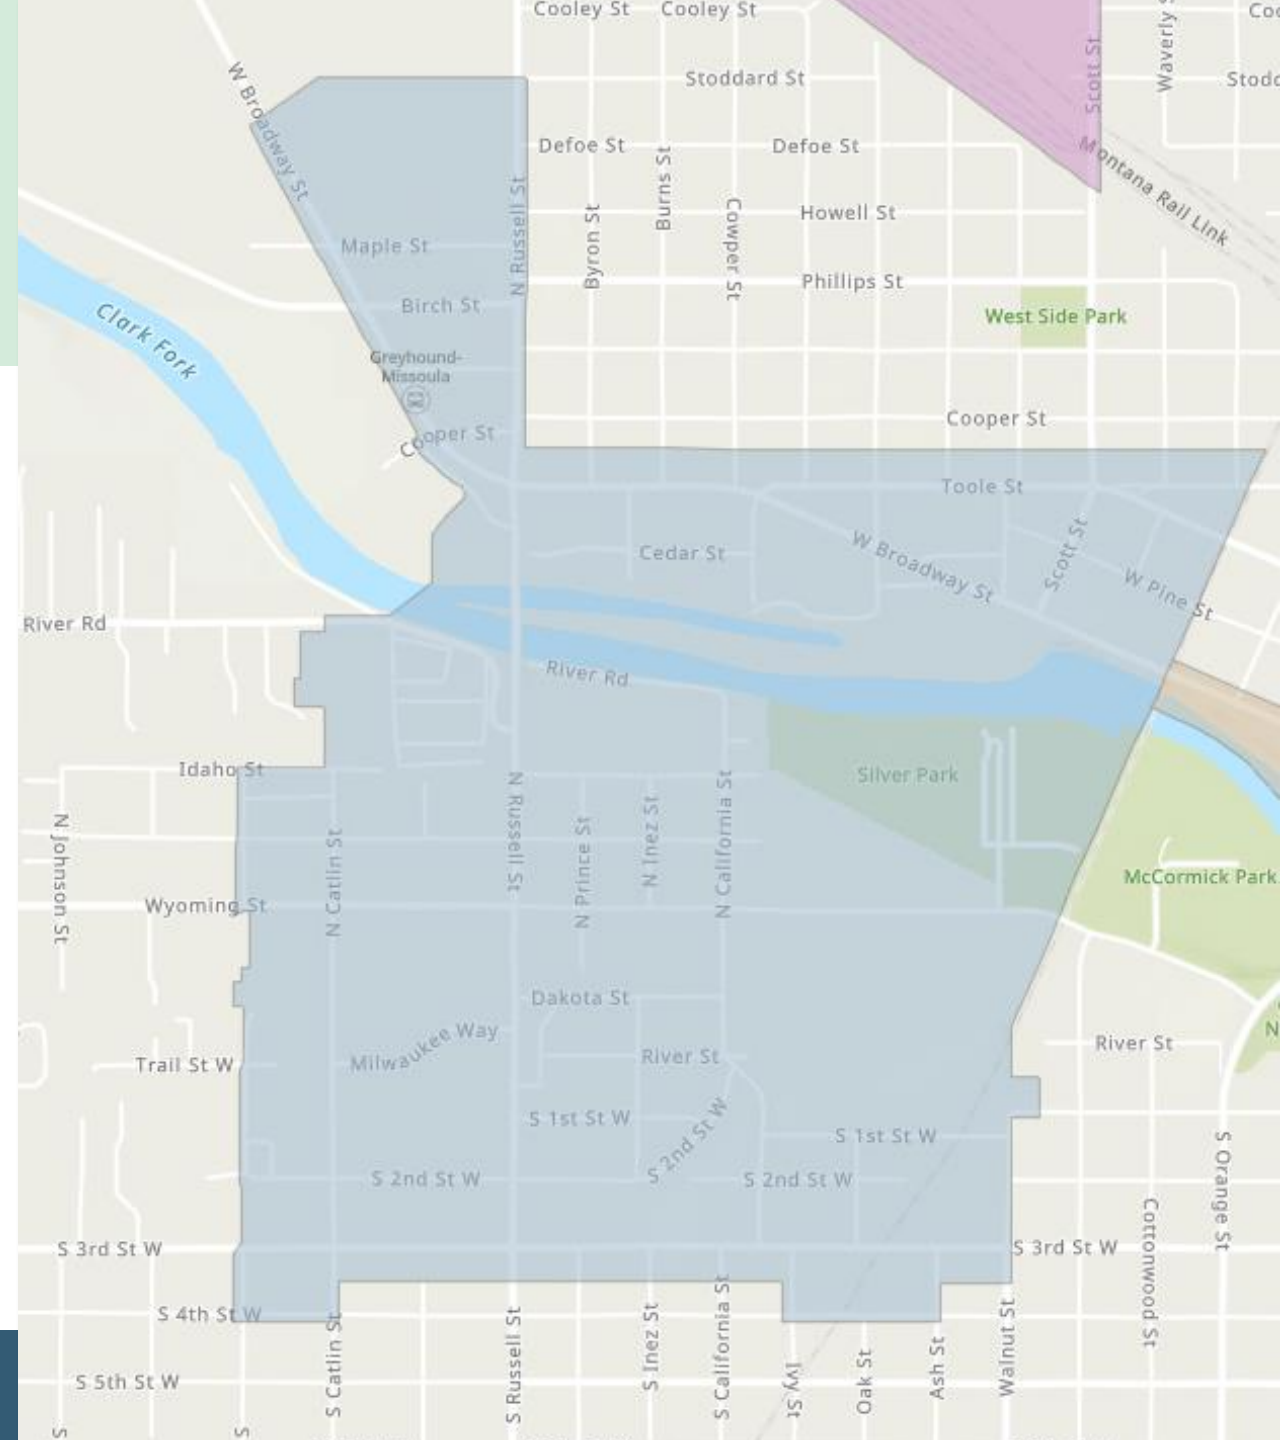 Cooley St
Cooley St
Stoddard St
Scott St
Waverly
W Broadway St
Defoe St
Burns St
Defoe St
Montana Rail Link
N Russell St
Byron St
Cowper St
Howell St
Maple St
Phillips St
Birch St
West Side Park
Clark Fork
Greyhound-
Missoula
Cooper St
Cooper St
Toole St
Cedar St
W Broadway St
Scott St
W Pine St
River Rd
River Rd
Idaho St
Silver Park
N Johnson St
N Catlin St
N Russell St
N Prince St
N Inez St
N California St
McCormick Park
Wyoming St
Dakota St
Milwaukee Way
Trail St W
River St
River St
S 1st St W
S 2nd St W
S 1st St W
S 2nd St W
S 2nd St W
S Orange St
S 3rd St W
S 3rd St W
Cottonwood St
S 4th St W
S Catlin St
S Russell St
S Inez St
S California St
Ivy St
Oak St
Ash St
Walnut St
S 5th St W